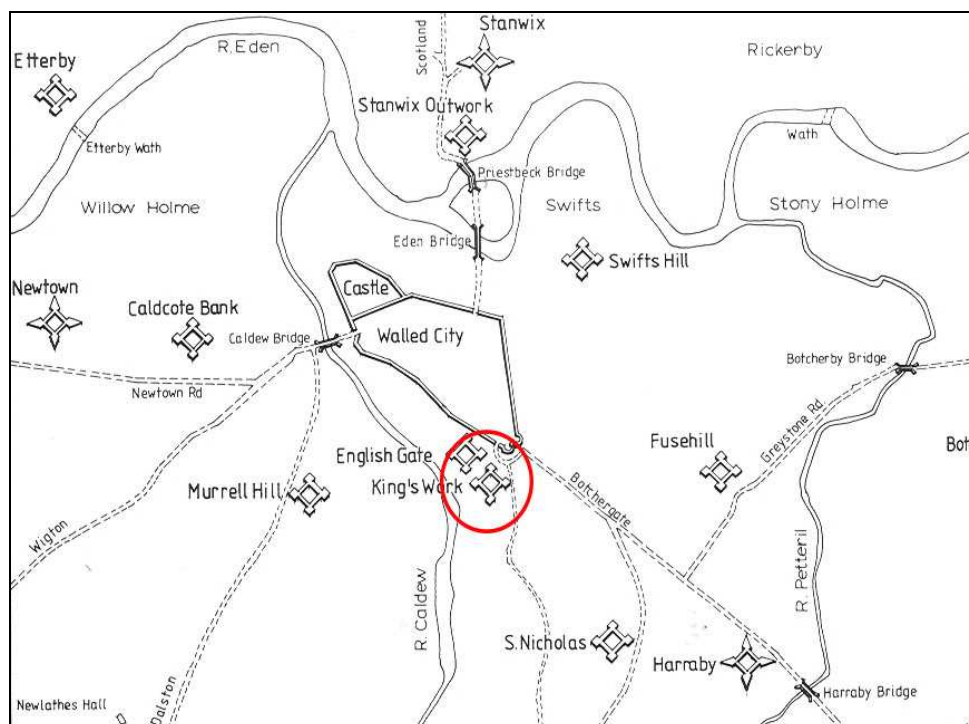 Stanwix
R.Eden
Scotland
Rickerby
Etterby
Stanwix Outwork
Wath
Etterby Wath
Priestbeck Bridge
Willow Holme
Swifts
Stony Holme
Eden Bridge
Swifts Hill
Newtown
Castle
Caldcote Bank
Walled City
Caldew Bridge
Botcherby Bridge
Newtown Rd
Greystone Rd
English Gate
Fusehill
Bot
King's Work
Murrell Hill
Botchergate
Wigton
R. Petteril
R. Caldew
S. Nicholas
Harraby
Dalston
Newlathes Hall
Harraby Bridge